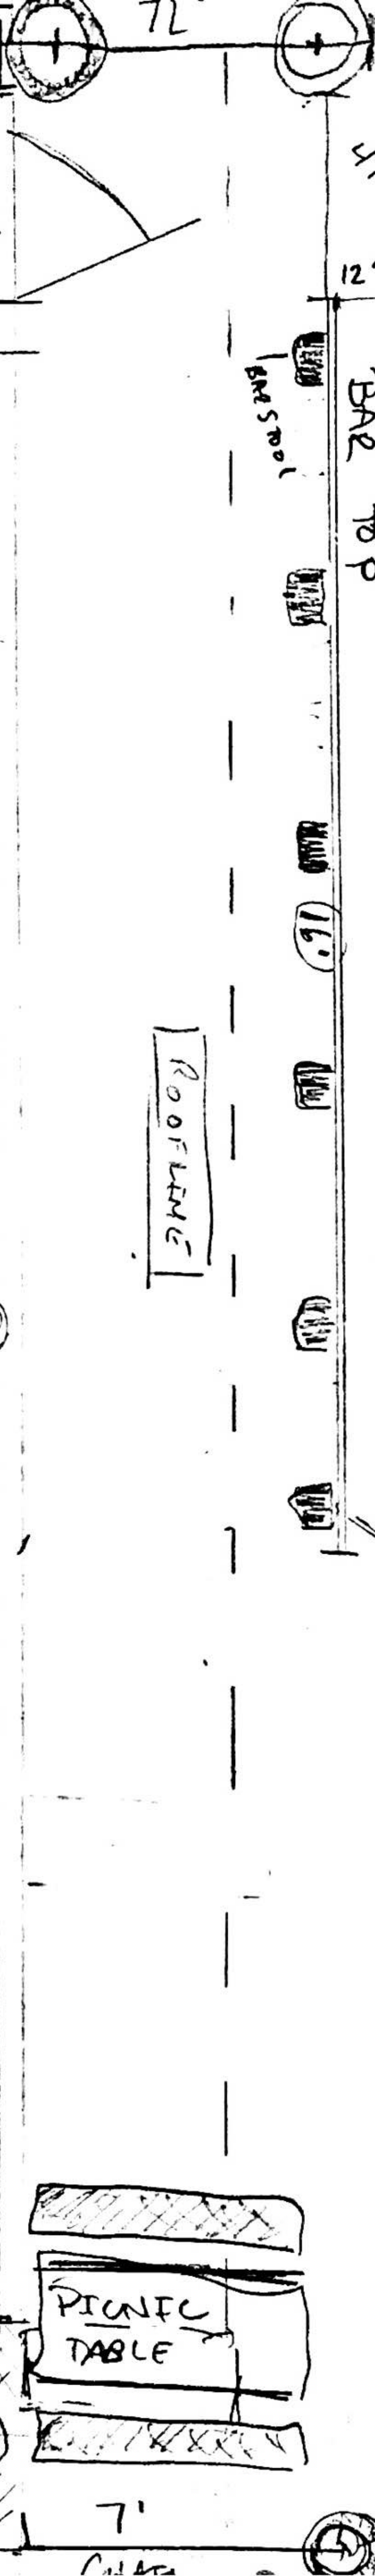 72"
12"
BAR TOP
BAR STOOL
16'
ROOFLINE
PICNIC
TABLE
7'